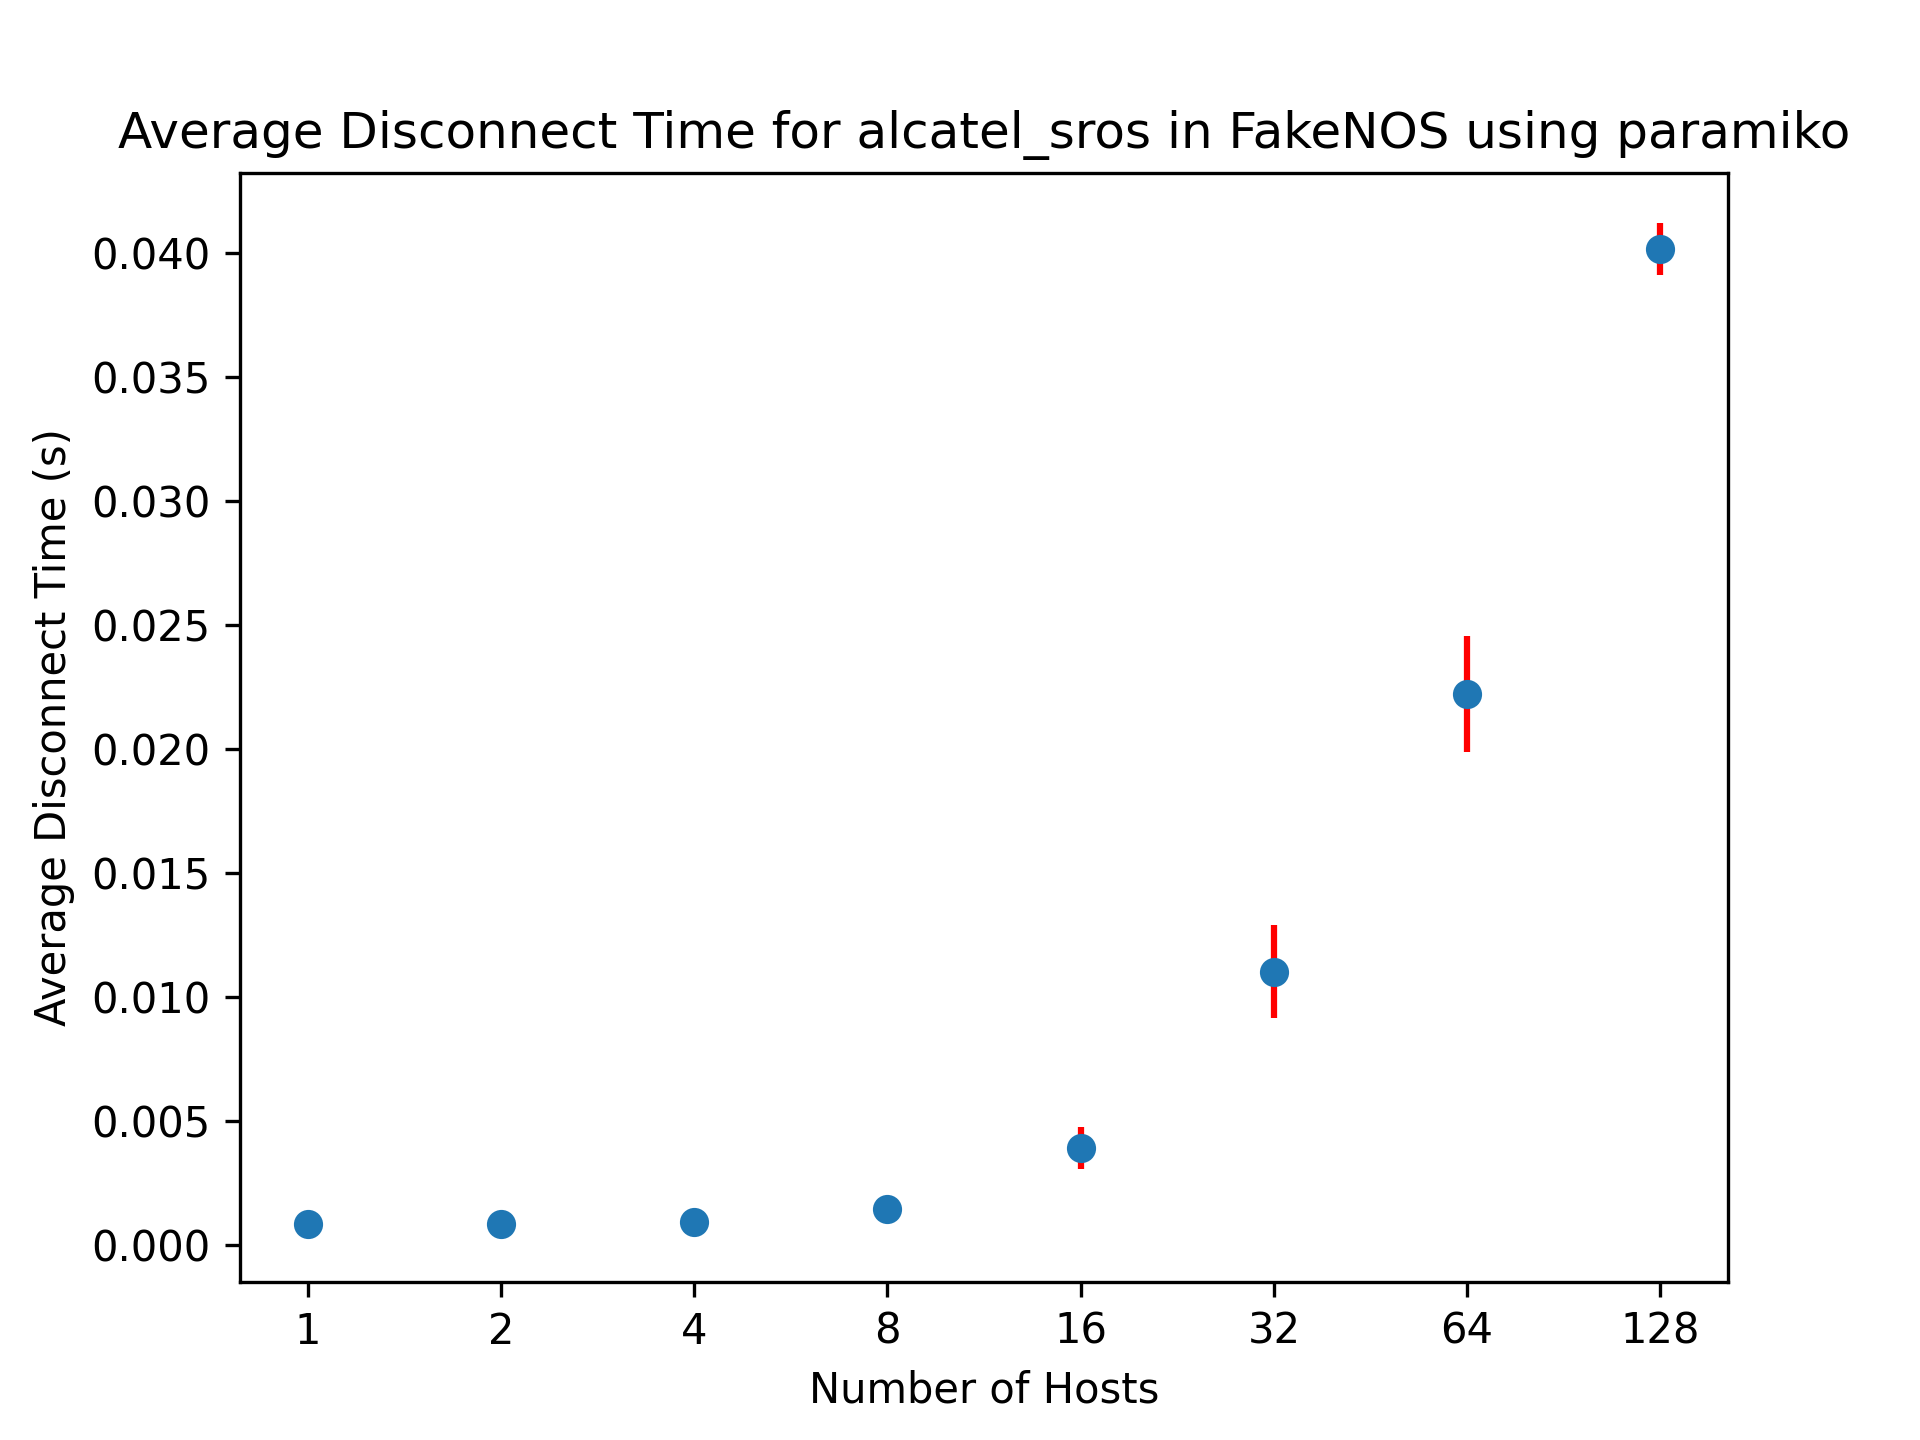 Average Disconnect Time for alcatel_sros in FakeNOS using paramiko
Average Disconnect Time (s)
0.040
0.035
0.030
0.025
0.020
0.015
0.010
0.005
0.000
1 2 4 8 16 32 64 128
Number of Hosts